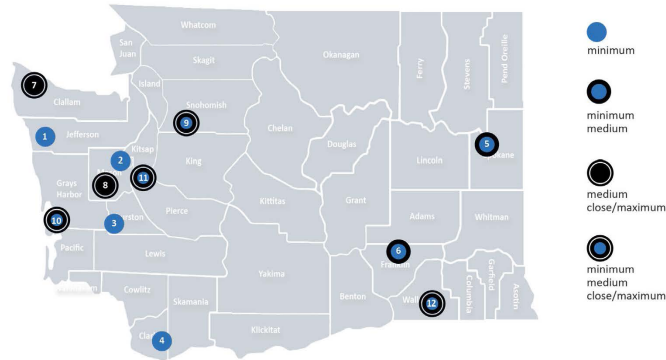 Whatcom
San
Juan
Skagit
Okanagan
Ferry
Stevens
Pend Oreille
7
Clallam
Island
Snohomish
9
Chelan
1
Jefferson
Kitsap
2
King
Douglas
Lincoln
5
8
11
Grays
Harbor
10
3
Pierce
Kittitas
Grant
Adams
Whitman
Pacific
Lewis
Yakima
6
Franklin
Cowlitz
Skamania
Benton
12
Columbia
Garfield
Asotin
4
Klickitat
minimum
minimum
medium
medium
close/maximum
minimum
medium
close/maximum